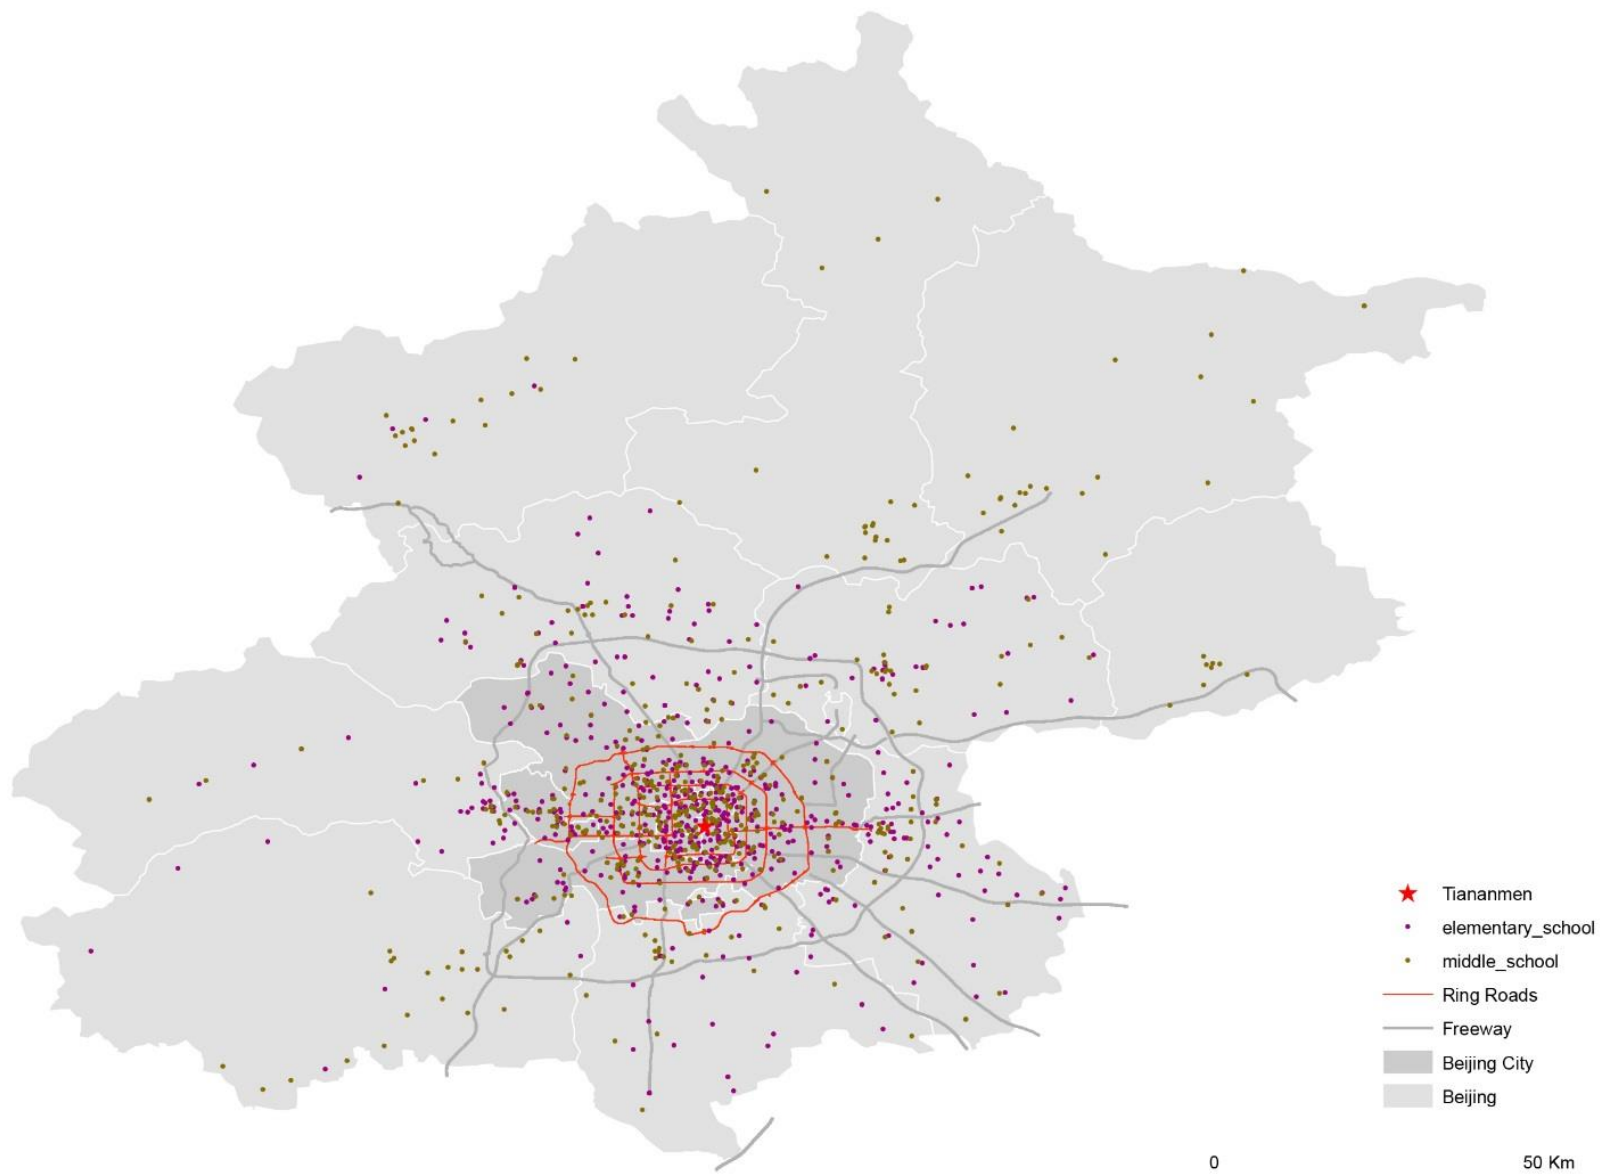 Tiananmen
elementary_school
middle_school
Ring Roads
Freeway
Beijing City
Beijing
0 50 Km